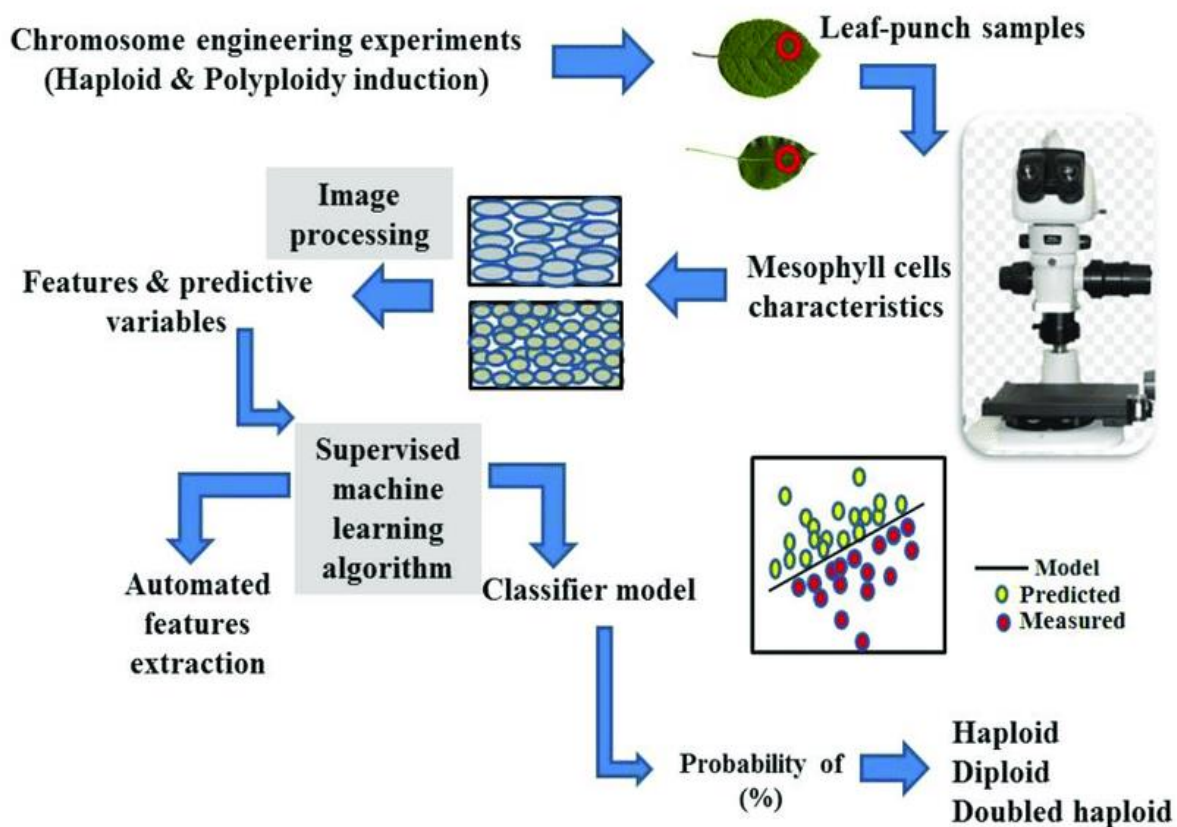 Chromosome engineering experiments
(Haploid & Polyploidy induction)
Leaf-punch samples
Image
processing
Mesophyll cells
characteristics
Features & predictive
variables
Supervised
machine
learning
algorithm
Automated
features
extraction
Classifier model
Model
Predicted
Measured
Probability of
(%)
Haploid
Diploid
Doubled haploid